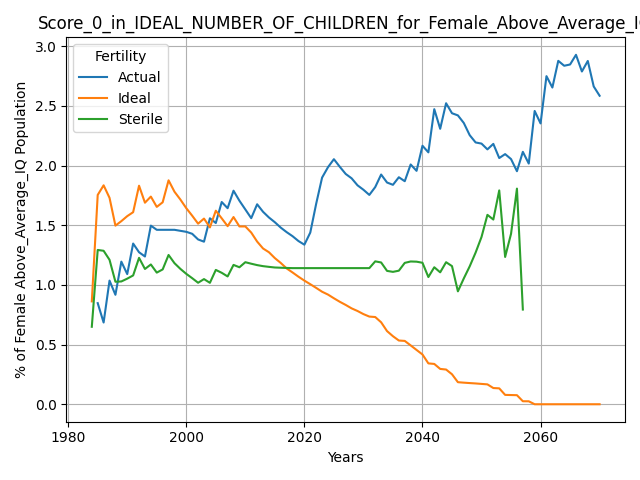 Score_0_in_IDEAL_NUMBER_OF_CHILDREN_for_Female_Above_Average_I
Fertility
Actual
Ideal
Sterile
% of Female Above_Average_IQ Population
3.0
2.5
2.0
1.5
1.0
0.5
0.0
1980 2000 2020 2040 2060
Years